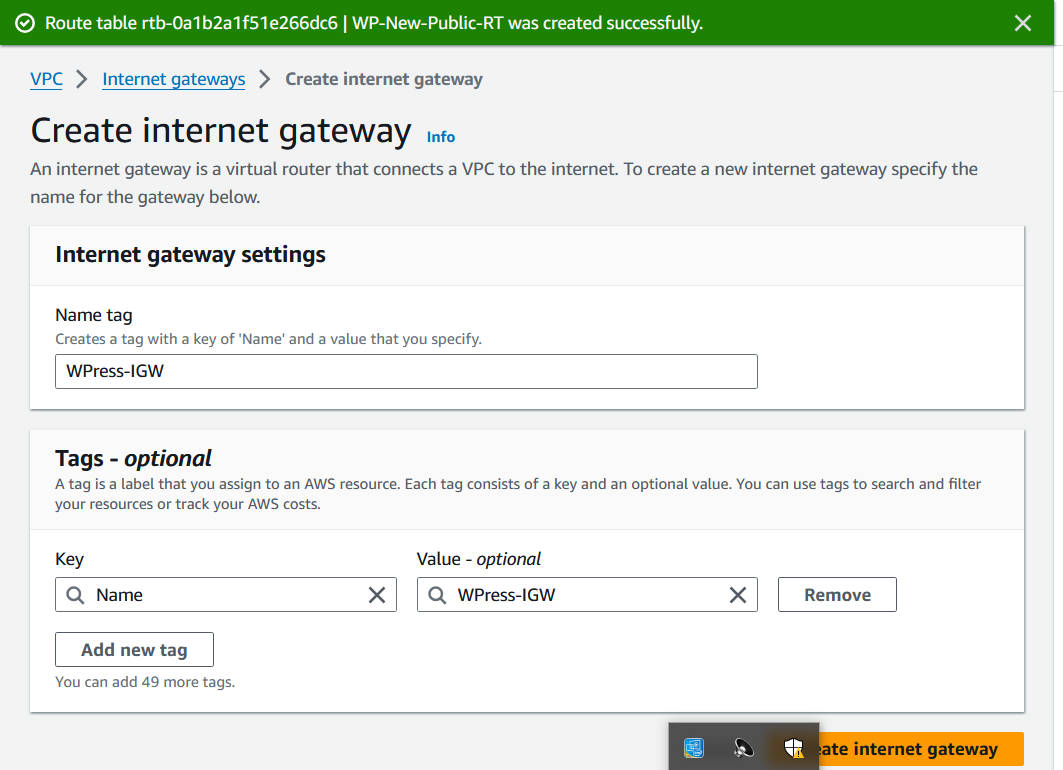 Route table rtb-0a1b2a1f51e266dc6 | WP-New-Public-RT was created successfully.
VPC
Internet gateways
Create internet gateway
Create internet gateway
Info
An internet gateway is a virtual router that connects a VPC to the internet. To create a new internet gateway specify the
name for the gateway below.
Internet gateway settings
Name tag
Creates a tag with a key of 'Name' and a value that you specify.
WPress-IGW
Tags - optional
A tag is a label that you assign to an AWS resource. Each tag consists of a key and an optional value. You can use tags to search and filter
your resources or track your AWS costs.
Key
Value - optional
Name
WPress-IGW
Remove
Add new tag
You can add 49 more tags.
ate internet gateway